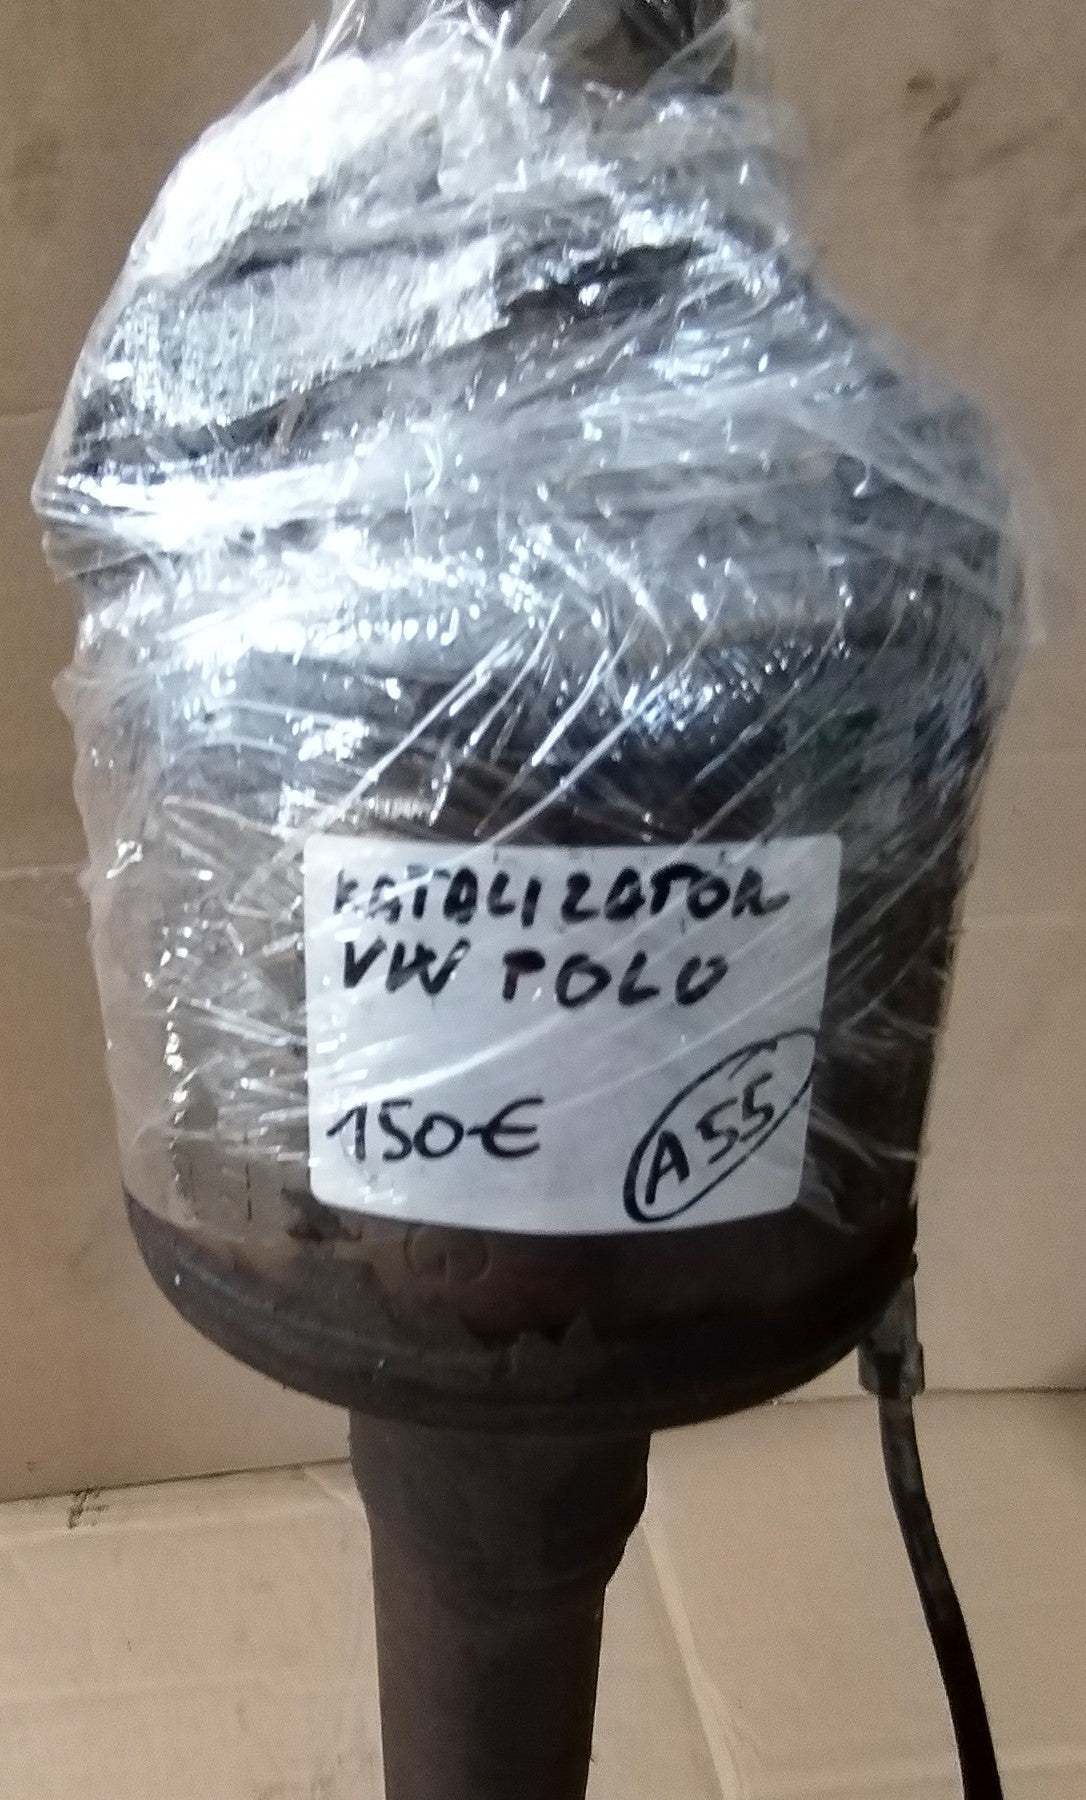 KATALIZATOR
VW POLO
150€
A55